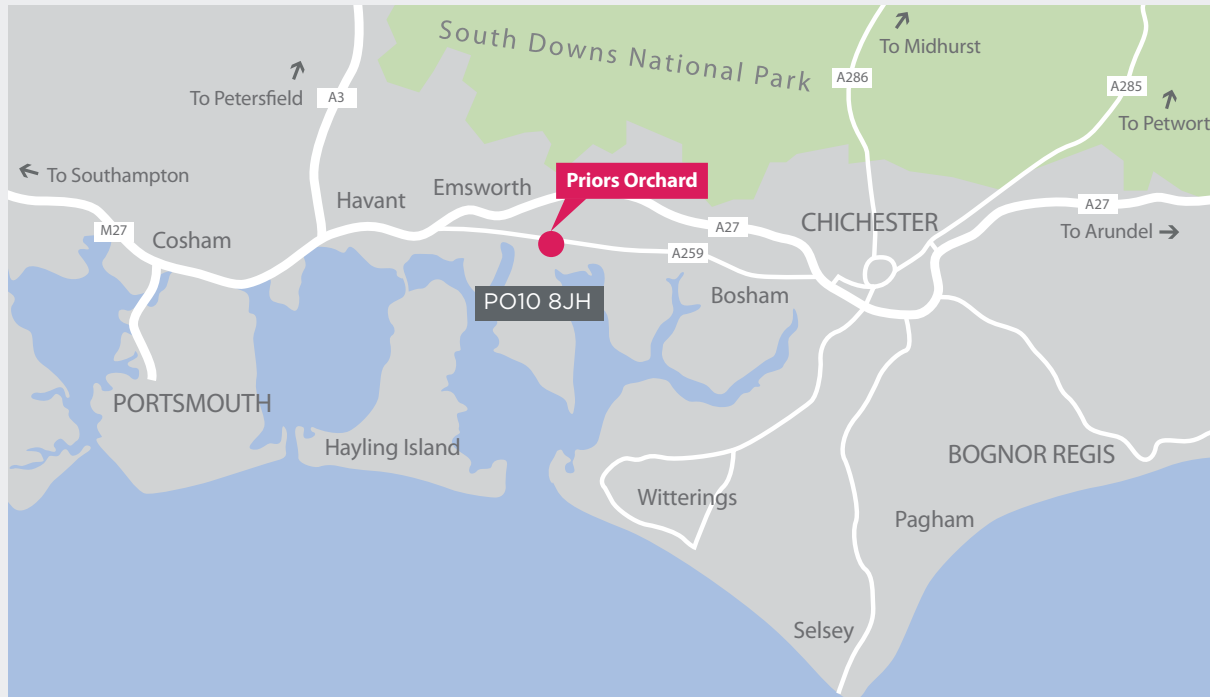 South Downs National Park
To Midhurst
A286
A285
To Petersfield
A3
To Petwort
To Southampton
Priors Orchard
Emsworth
Havant
A27
CHICHESTER
A27
M27
Cosham
To Arundel
A259
PO10 8JH
Bosham
PORTSMOUTH
Hayling Island
BOGNOR REGIS
Witterings
Pagham
Selsey